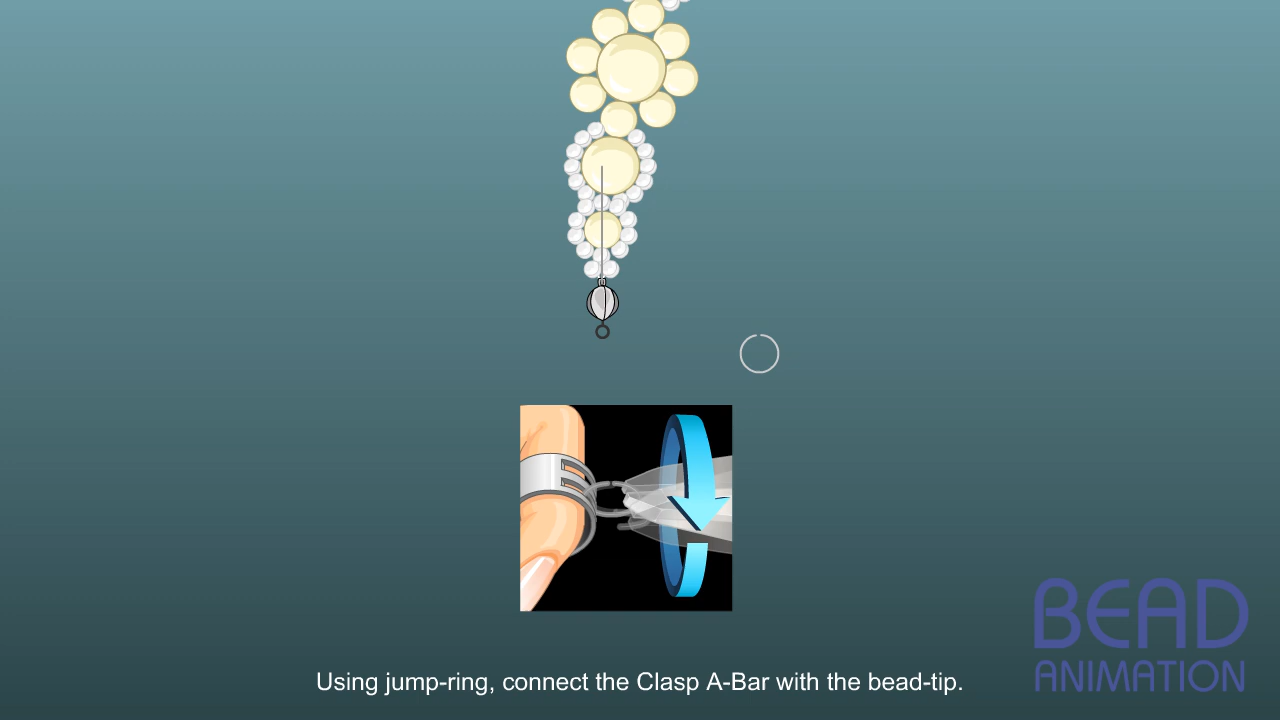 Using jump-ring, connect the Clasp A-Bar with the bead-tip.
BEAD
ANIMATION